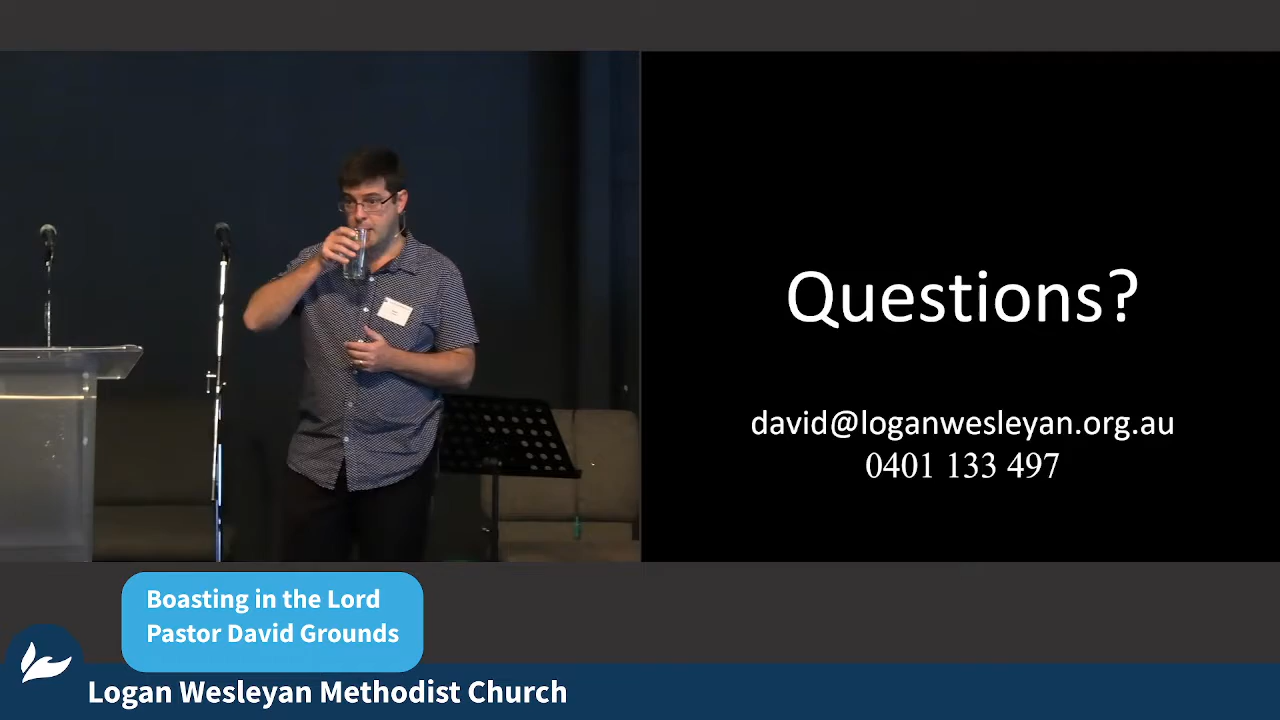 Questions?
david@loganwesleyan.org.au
0401 133 497
Boasting in the Lord
Pastor David Grounds
Logan Wesleyan Methodist Church